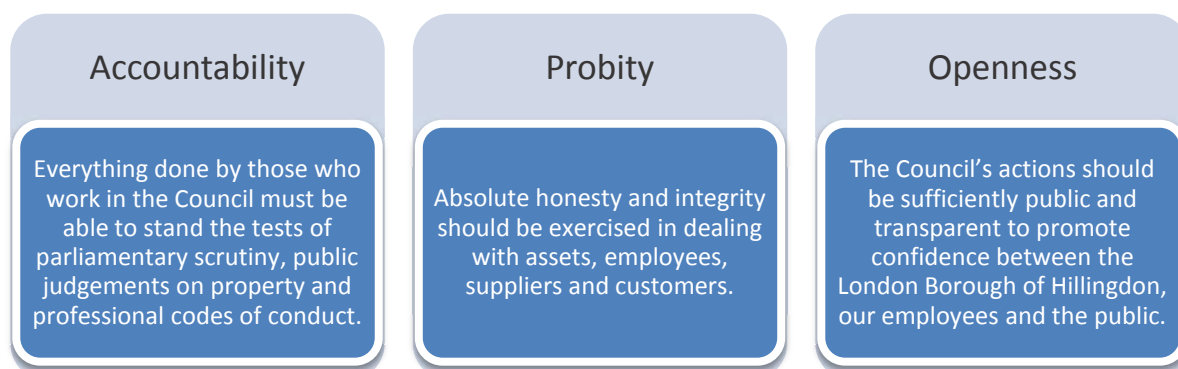 Accountability
Everything done by those who
work in the Council must be
able to stand the tests of
parliamentary scrutiny, public
judgements on property and
professional codes of conduct.
Probity
Absolute honesty and integrity
should be exercised in dealing
with assets, employees,
suppliers and customers.
Openness
The Council’s actions should
be sufficiently public and
transparent to promote
confidence between the
London Borough of Hillingdon,
our employees and the public.